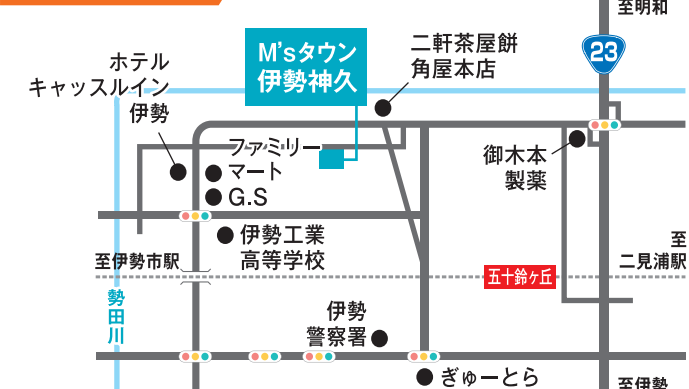 至明和
23
二軒茶屋餅
角屋本店
M'sタウン
伊勢神久
ホテル
キャッスルイン
伊勢
ファミリー
マート
G.S
御木本
製薬
伊勢工業
高等学校
至伊勢市駅
至
二見浦駅
五十鈴ヶ丘
勢田川
伊勢
警察署
ぎゅーとら
至伊勢